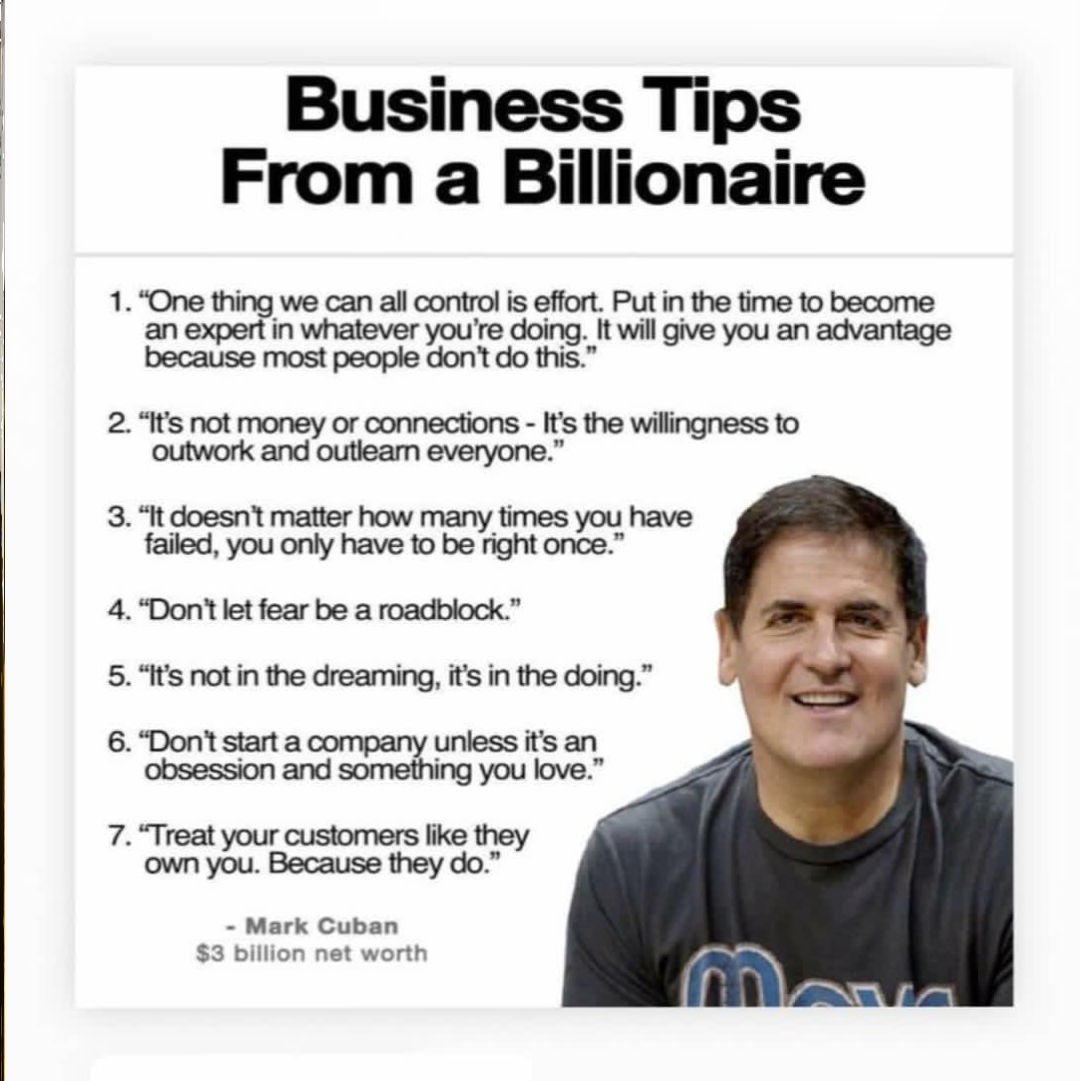 Business Tips
From a Billionaire
1. “One thing we can all control is effort. Put in the time to become
an expert in whatever you're doing. It will give you an advantage
because most people don't do this.”
2. “It's not money or connections - It's the willingness to
outwork and outlearn everyone.”
3. “It doesn't matter how many times you have
failed, you only have to be right once.”
4. “Don't let fear be a roadblock.”
5. “It's not in the dreaming, it's in the doing.”
6. “Don't start a company unless it's an
obsession and something you love.”
7. “Treat your customers like they
own you. Because they do.”
- Mark Cuban
$3 billion net worth
Mavs